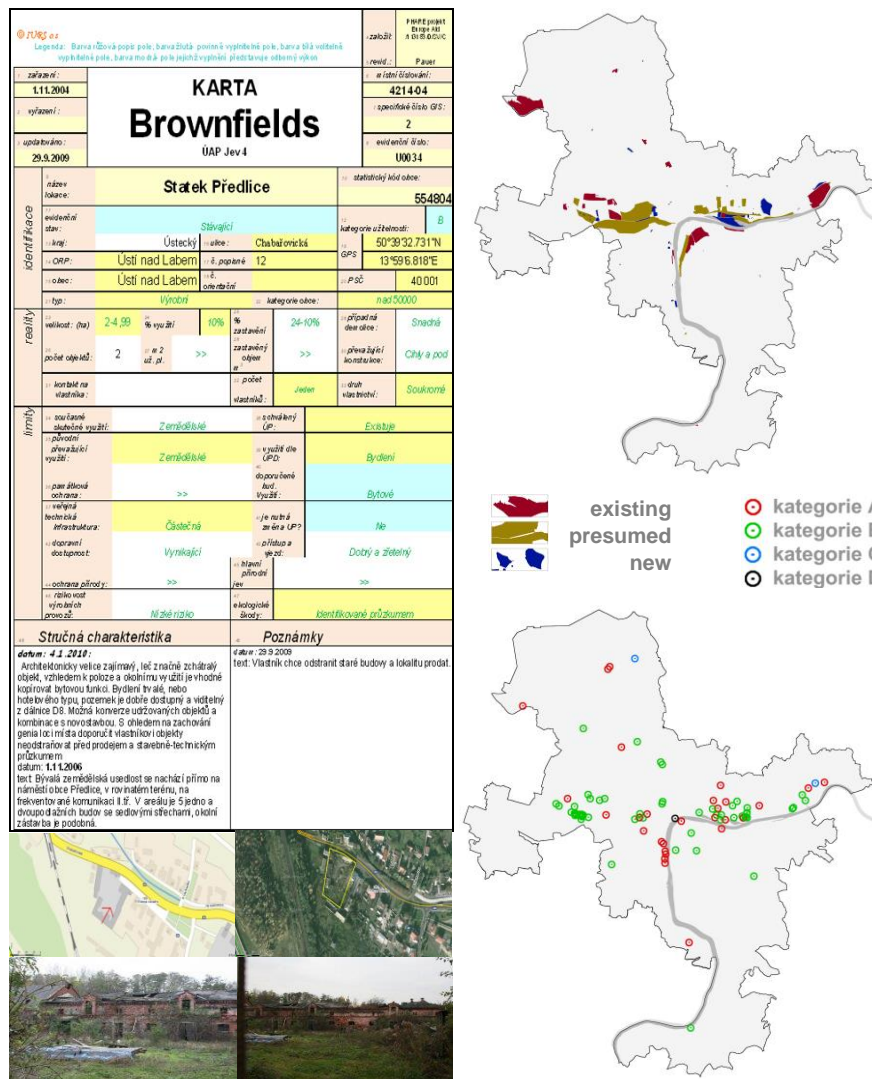 Legenda: Barva růžová popis pole, barva žlutá povinně vyplnitelné pole, barva bílá volitelně
vyplnitelné pole, barva modrá pole jejichž vyplnění představuje odborný výkon.
založil:
PHARE projekt
revid.: Pauer
zařazení:
1.11.2004
vyřazení:
updatováno:
29.9.2009
KARTA
Brownfields
ÚAP Jev 4
místní číslování:
4214-04
specifické číslo GIS:
2
evidenční číslo:
U0034
identifikace
název
lokace:
Statek Předlice
statistický kód obce:
554804
evidenční
stav:
Stávající
kategorie užitelnosti:
B
kraj: Ústecký
ulice: Chabařovická
GPS
50°39'32.731"N
13°59'6.818"E
ORP: Ústí nad Labem
č. popisné 12
obec: Ústí nad Labem
č.
orientační
PSČ 40001
typ: Výrobní
kategorie obce: nad 50000
reality
velikost: (ha) 2-4,99
% využití 10%
%
zastavění
24-10%
případná
demolice: Snadná
počet objektů: 2
m2
už. pl. >>
zastavěný
objem
>>
převažující
konstrukce: Cihly a pod
kontakt na
vlastníka:
počet
vlastníků: Jeden
druh
vlastnictví: Soukromé
limity
současné
skutečné využití: Zemědělské
schválený
ÚP: Existuje
původní
převažující
využití: Zemědělské
využití dle
ÚPD: Bydlení
památková
ochrana: >>
doporučené
bud.
Využití: Bytové
veřejná
technická
infrastruktura: Částečná
je nutná
změna ÚP? Ne
dopravní
dostupnost: Vynikající
přístup a
vjezd: Dobrý a zřetelný
ochrana přírody: >>
hlavní
přírodní
jev >>
rizikovost
výrobních
provozů: Nízké riziko
ekologické
škody: Identifikované průzkumem
Stručná charakteristika
datum: 4.1.2010:
Architektonicky velice zajímavý, leč značně zchátralý
objekt, vzhledem k poloze a okolnímu využití je vhodné
kopírovat bytovou funkci. Bydlení trvalé, nebo
hotelového typu, pozemek je dobře dostupný a viditelný
z dálnice D8. Možná konverze udržovaných objektů a
kombinace s novostavbou. S ohledem na zachování
genia loci místa doporučit vlastníkovi objekty
neodstraňovat před prodejem a stavebně-technickým
průzkumem
datum: 1.11.2006
text: Bývalá zemědělská usedlost se nachází přímo na
náměstí obce Předlice, v rovinatém terénu, na
frekventované komunikaci II.tř. V areálu je 5 jedno a
dvoupodlažních budov se sedlovými střechami, okolní
zástavba je podobná.
Poznámky
datum: 29.9.2009
text: Vlastník chce odstranit staré budovy a lokalitu prodat.
existing
presumed
new
kategorie A
kategorie
kategorie
kategorie